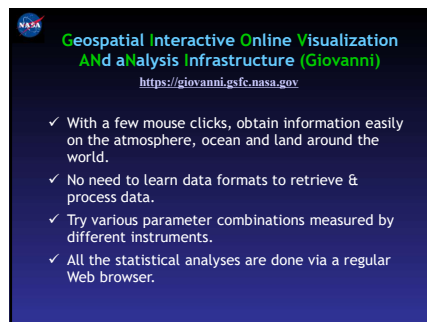 NASA
Geospatial Interactive Online Visualization
ANd aNalysis Infrastructure (Giovanni)
https://giovanni.gsfc.nasa.gov
✓ With a few mouse clicks, obtain information easily
on the atmosphere, ocean and land around the
world.
✓ No need to learn data formats to retrieve &
process data.
✓ Try various parameter combinations measured by
different instruments.
✓ All the statistical analyses are done via a regular
Web browser.